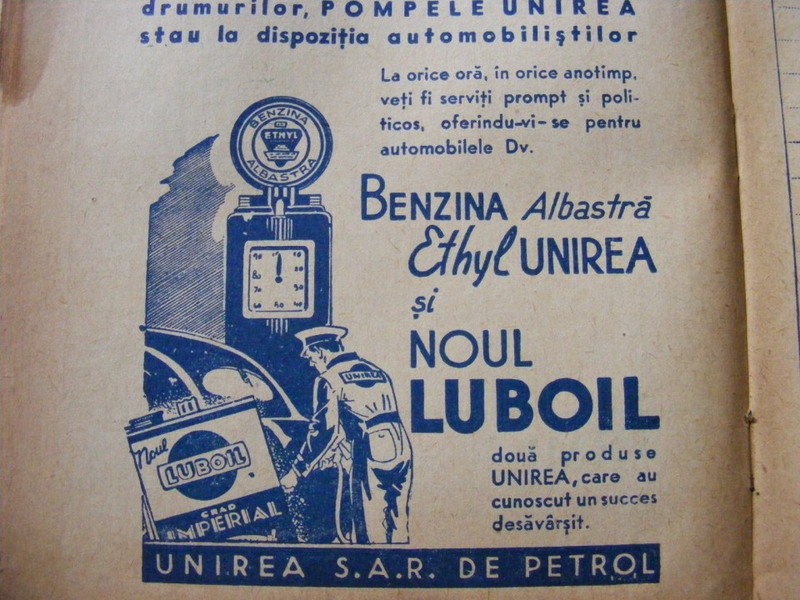 drumurilor, POMPELE UNIREA
stau la dispoziția automobiliștilor
La orice oră, în orice anotimp,
veți fi serviți prompt și poli-
ticos, oferindu-vi-se pentru
automobilele Dv.
BENZINA Albastră
Ethyl UNIREA
și
NOUL
LUBOIL
două produse
UNIREA, care au
cunoscut un succes
desăvârșit.
BENZINA
ETHYL
ALBASTRA
UNIREA
Noul
LUBOIL
GRAD
IMPERIAL
UNIREA S.A.R. DE PETROL